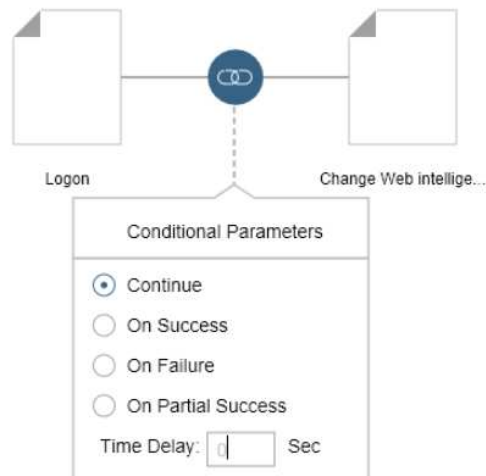 Logon
Change Web intellige...
Conditional Parameters
Continue
On Success
On Failure
On Partial Success
Time Delay: 0 Sec